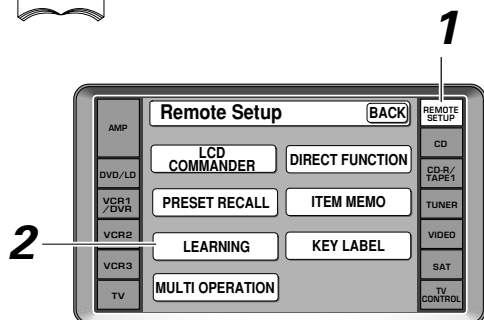 1
Remote Setup
BACK
AMP
DVD/LD
VCR1
/DVR
VCR2
VCR3
TV
LCD
COMMANDER
DIRECT FUNCTION
PRESET RECALL
ITEM MEMO
2
LEARNING
KEY LABEL
MULTI OPERATION
REMOTE
SETUP
CD
CD-R/
TAPE1
TUNER
VIDEO
SAT
TV
CONTROL